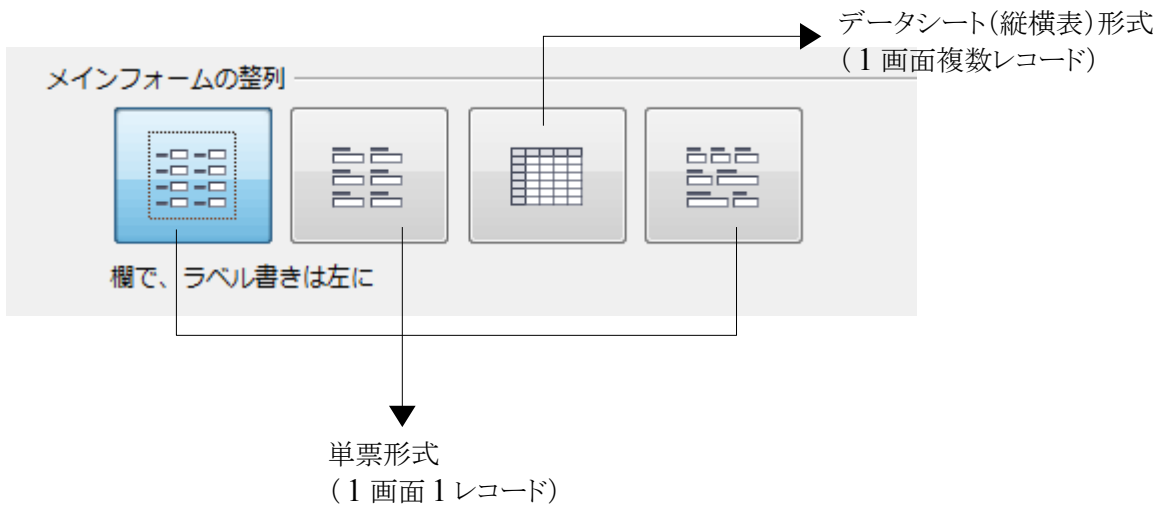 データシート(縦横表)形式
(1画面複数レコード)
メインフォームの整列
欄で、ラベル書きは左に
単票形式
(1画面1レコード)